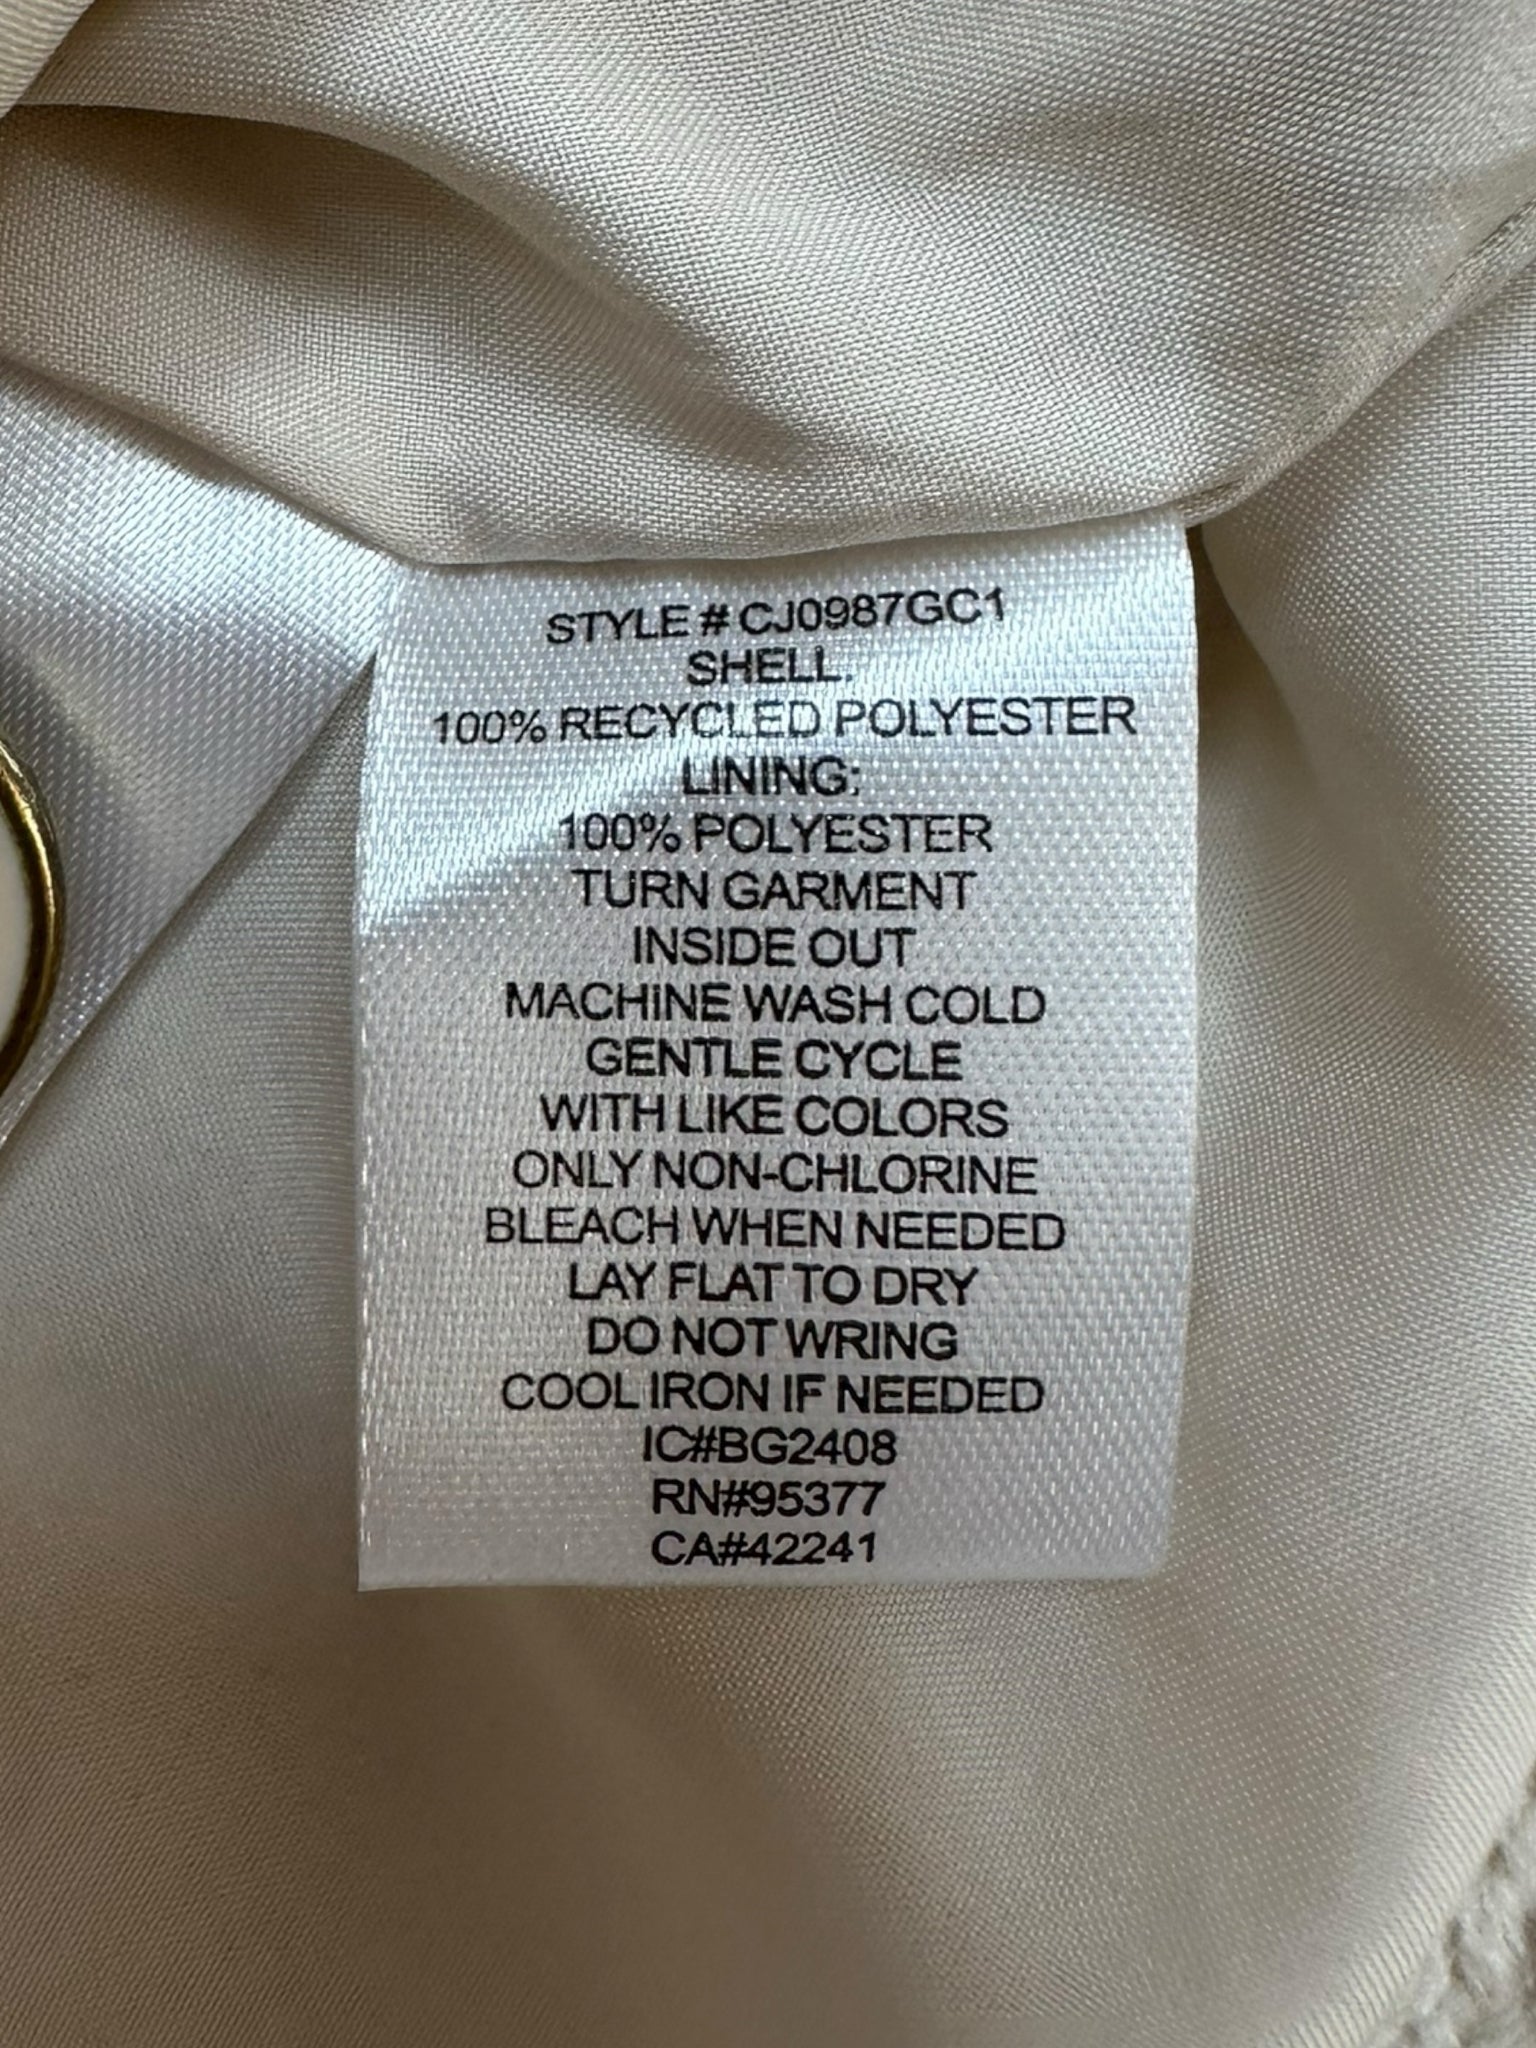 STYLE # CJ0987GC1
SHELL:
100% RECYCLED POLYESTER
LINING:
100% POLYESTER
TURN GARMENT
INSIDE OUT
MACHINE WASH COLD
GENTLE CYCLE
WITH LIKE COLORS
ONLY NON-CHLORINE
BLEACH WHEN NEEDED
LAY FLAT TO DRY
DO NOT WRING
COOL IRON IF NEEDED
IC#BG2408
RN#95377
CA#42241